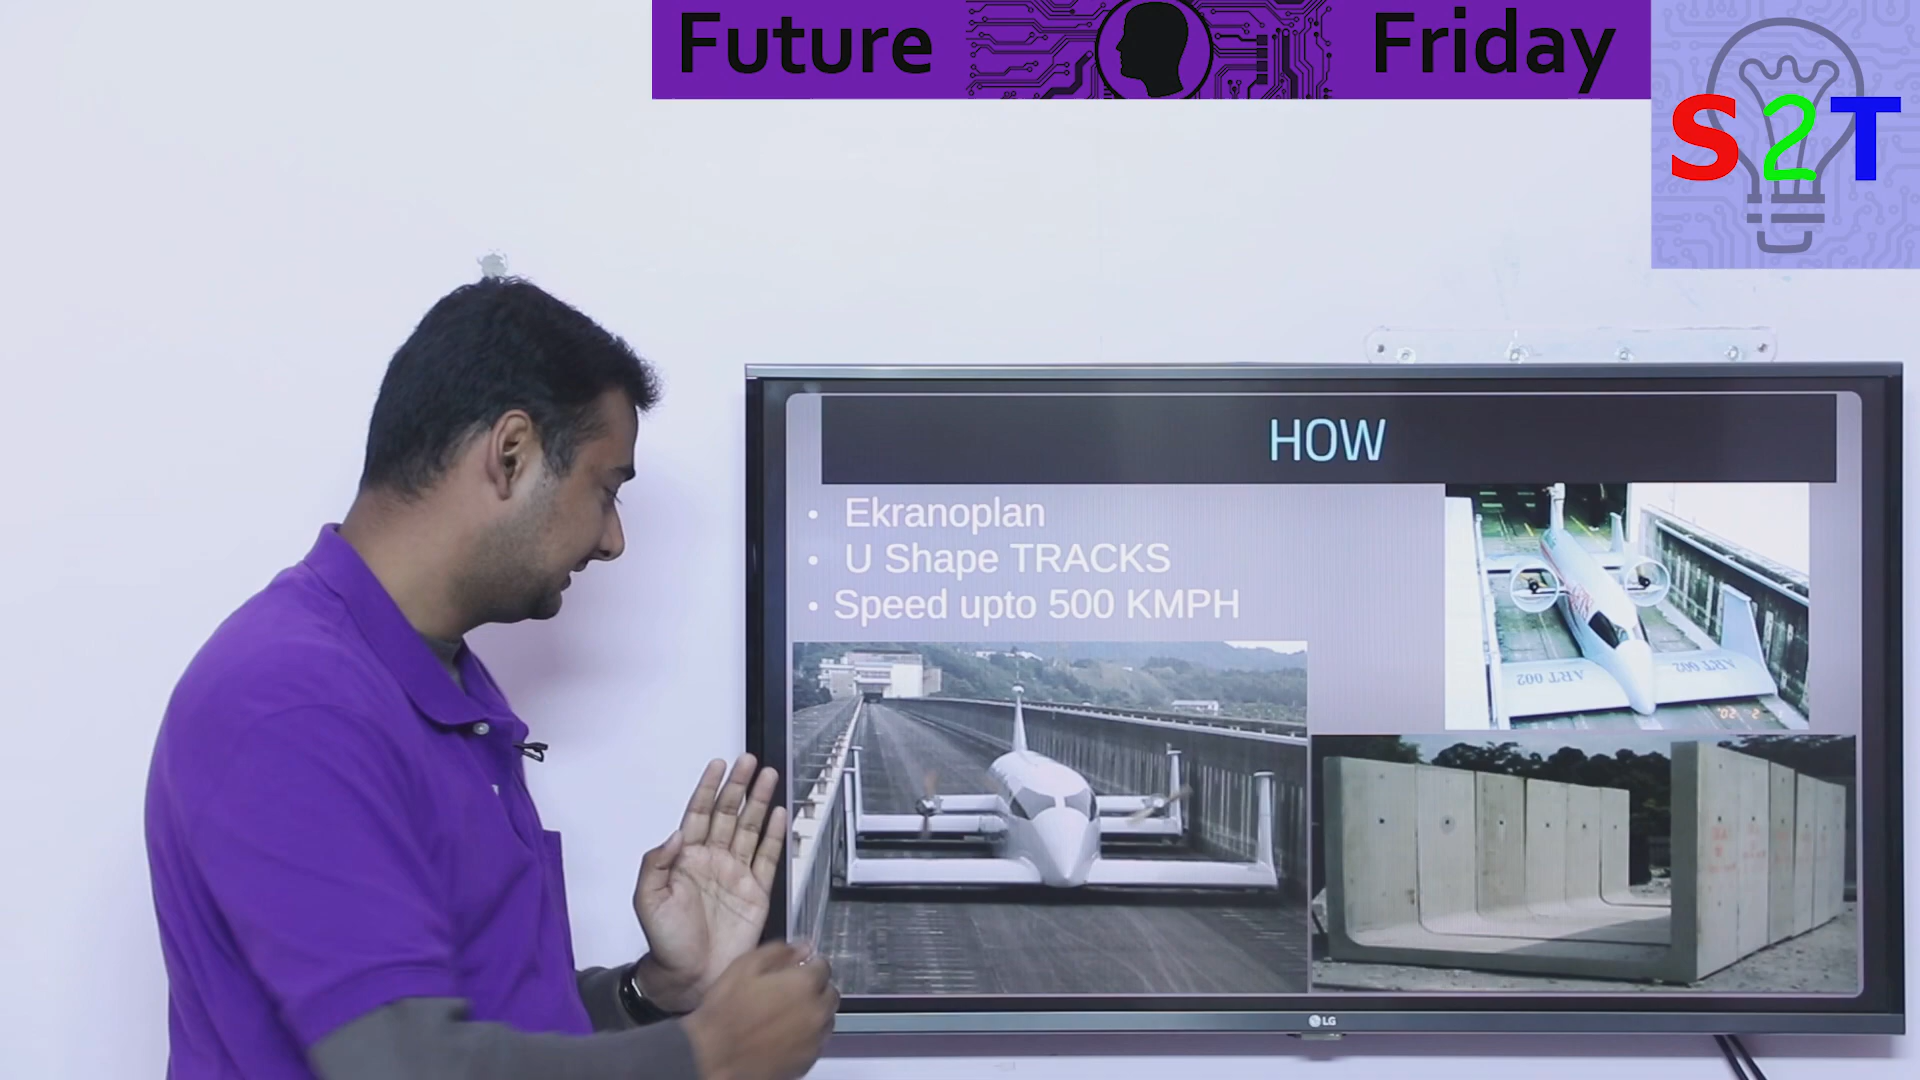 Future Friday
S2T
HOW
• Ekranoplan
• U Shape TRACKS
• Speed upto 500 KMPH
ART 002
ART 002
LG